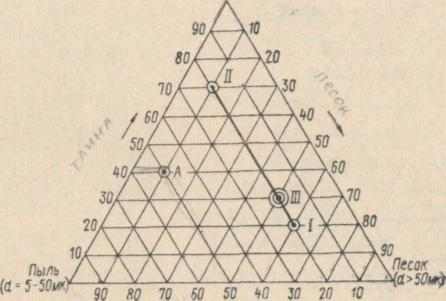 90 10
80 20
II
70 30
60 40
ПЕСОК
50 50
ГЛИНА
40 А 60
30 III 70
20 I 80
10 90
Пыль Песок
(d = 5-50мк) (d>50мк)
90 80 70 60 50 40 30 20 10